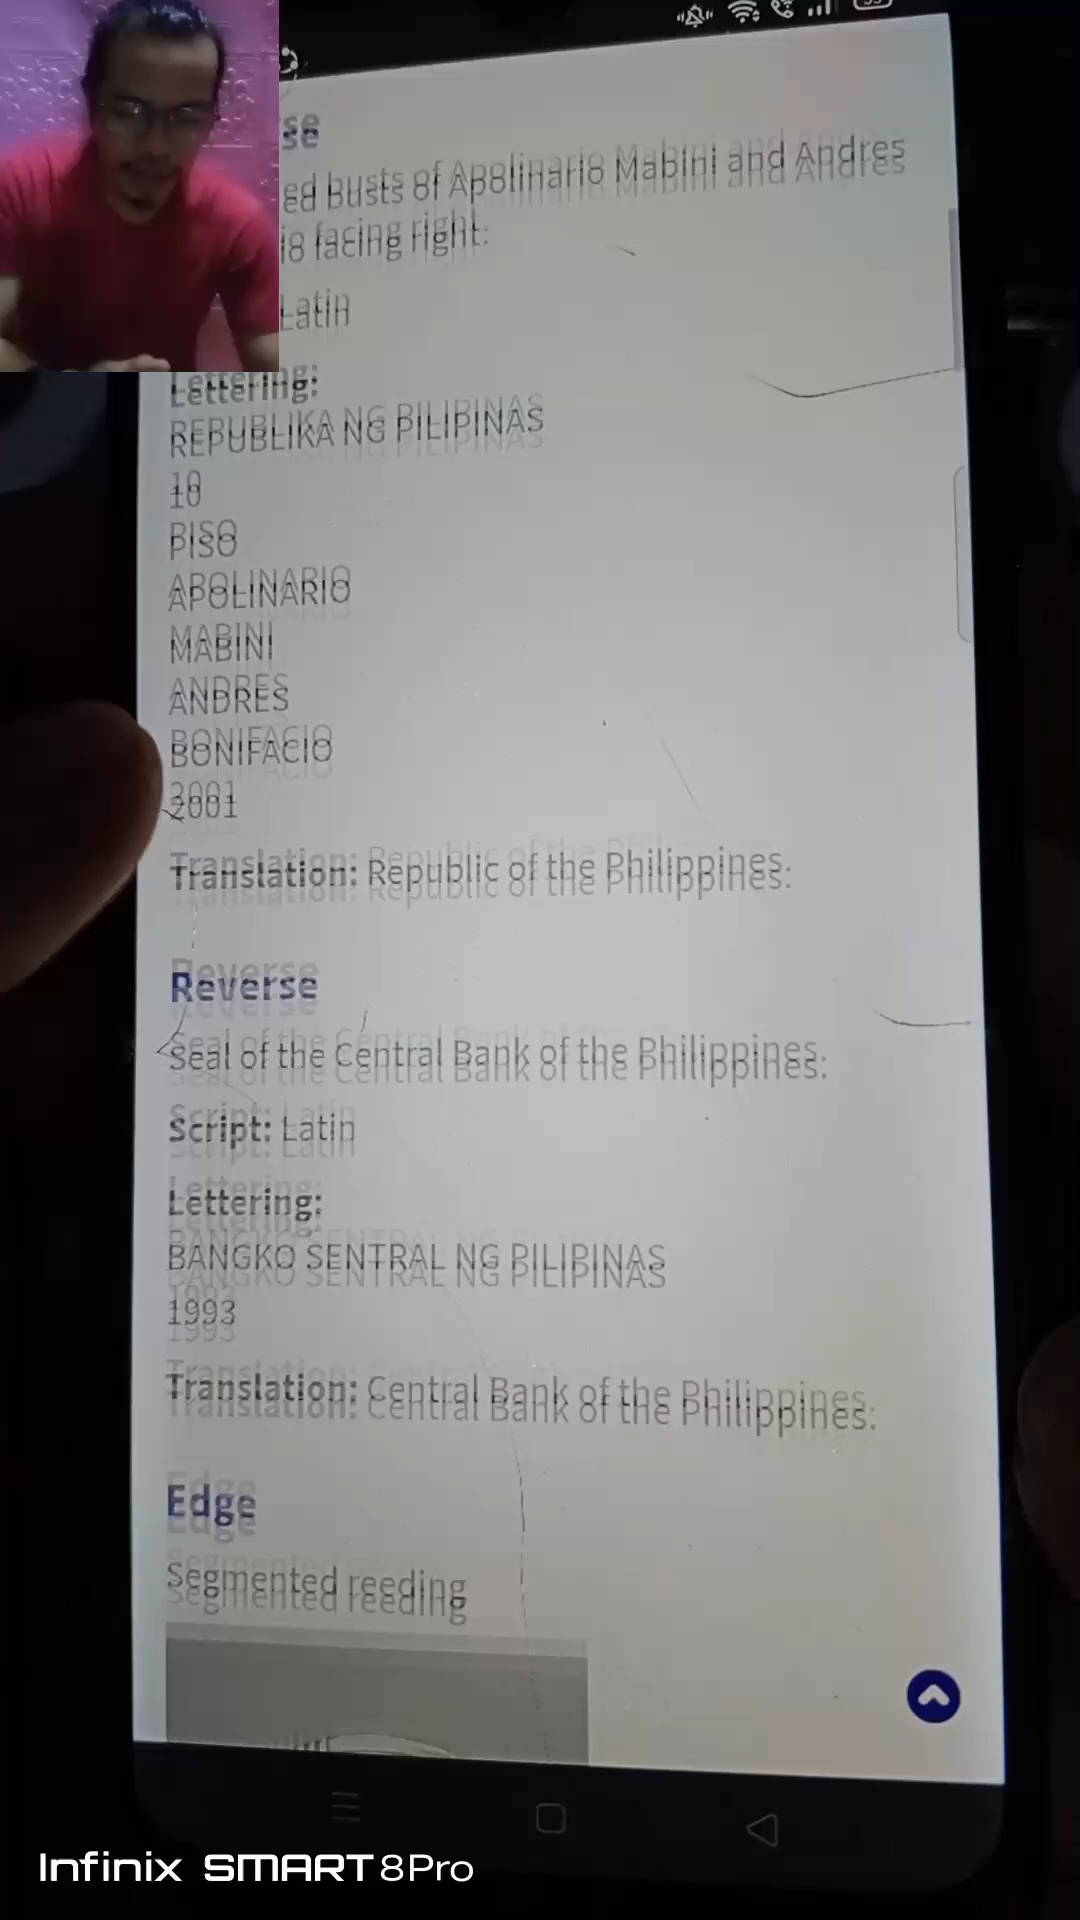 se
ed busts of Apolinario Mabini and Andres
io facing right.
Latin
Lettering:
REPUBLIKA NG PILIPINAS
10
PISO
APOLINARIO
MABINI
ANDRES
BONIFACIO
2001
Translation: Republic of the Philippines.
Reverse
Seal of the Central Bank of the Philippines.
Script: Latin
Lettering:
BANGKO SENTRAL NG PILIPINAS
1993
Translation: Central Bank of the Philippines.
Edge
Segmented reeding
Infinix SMART 8Pro